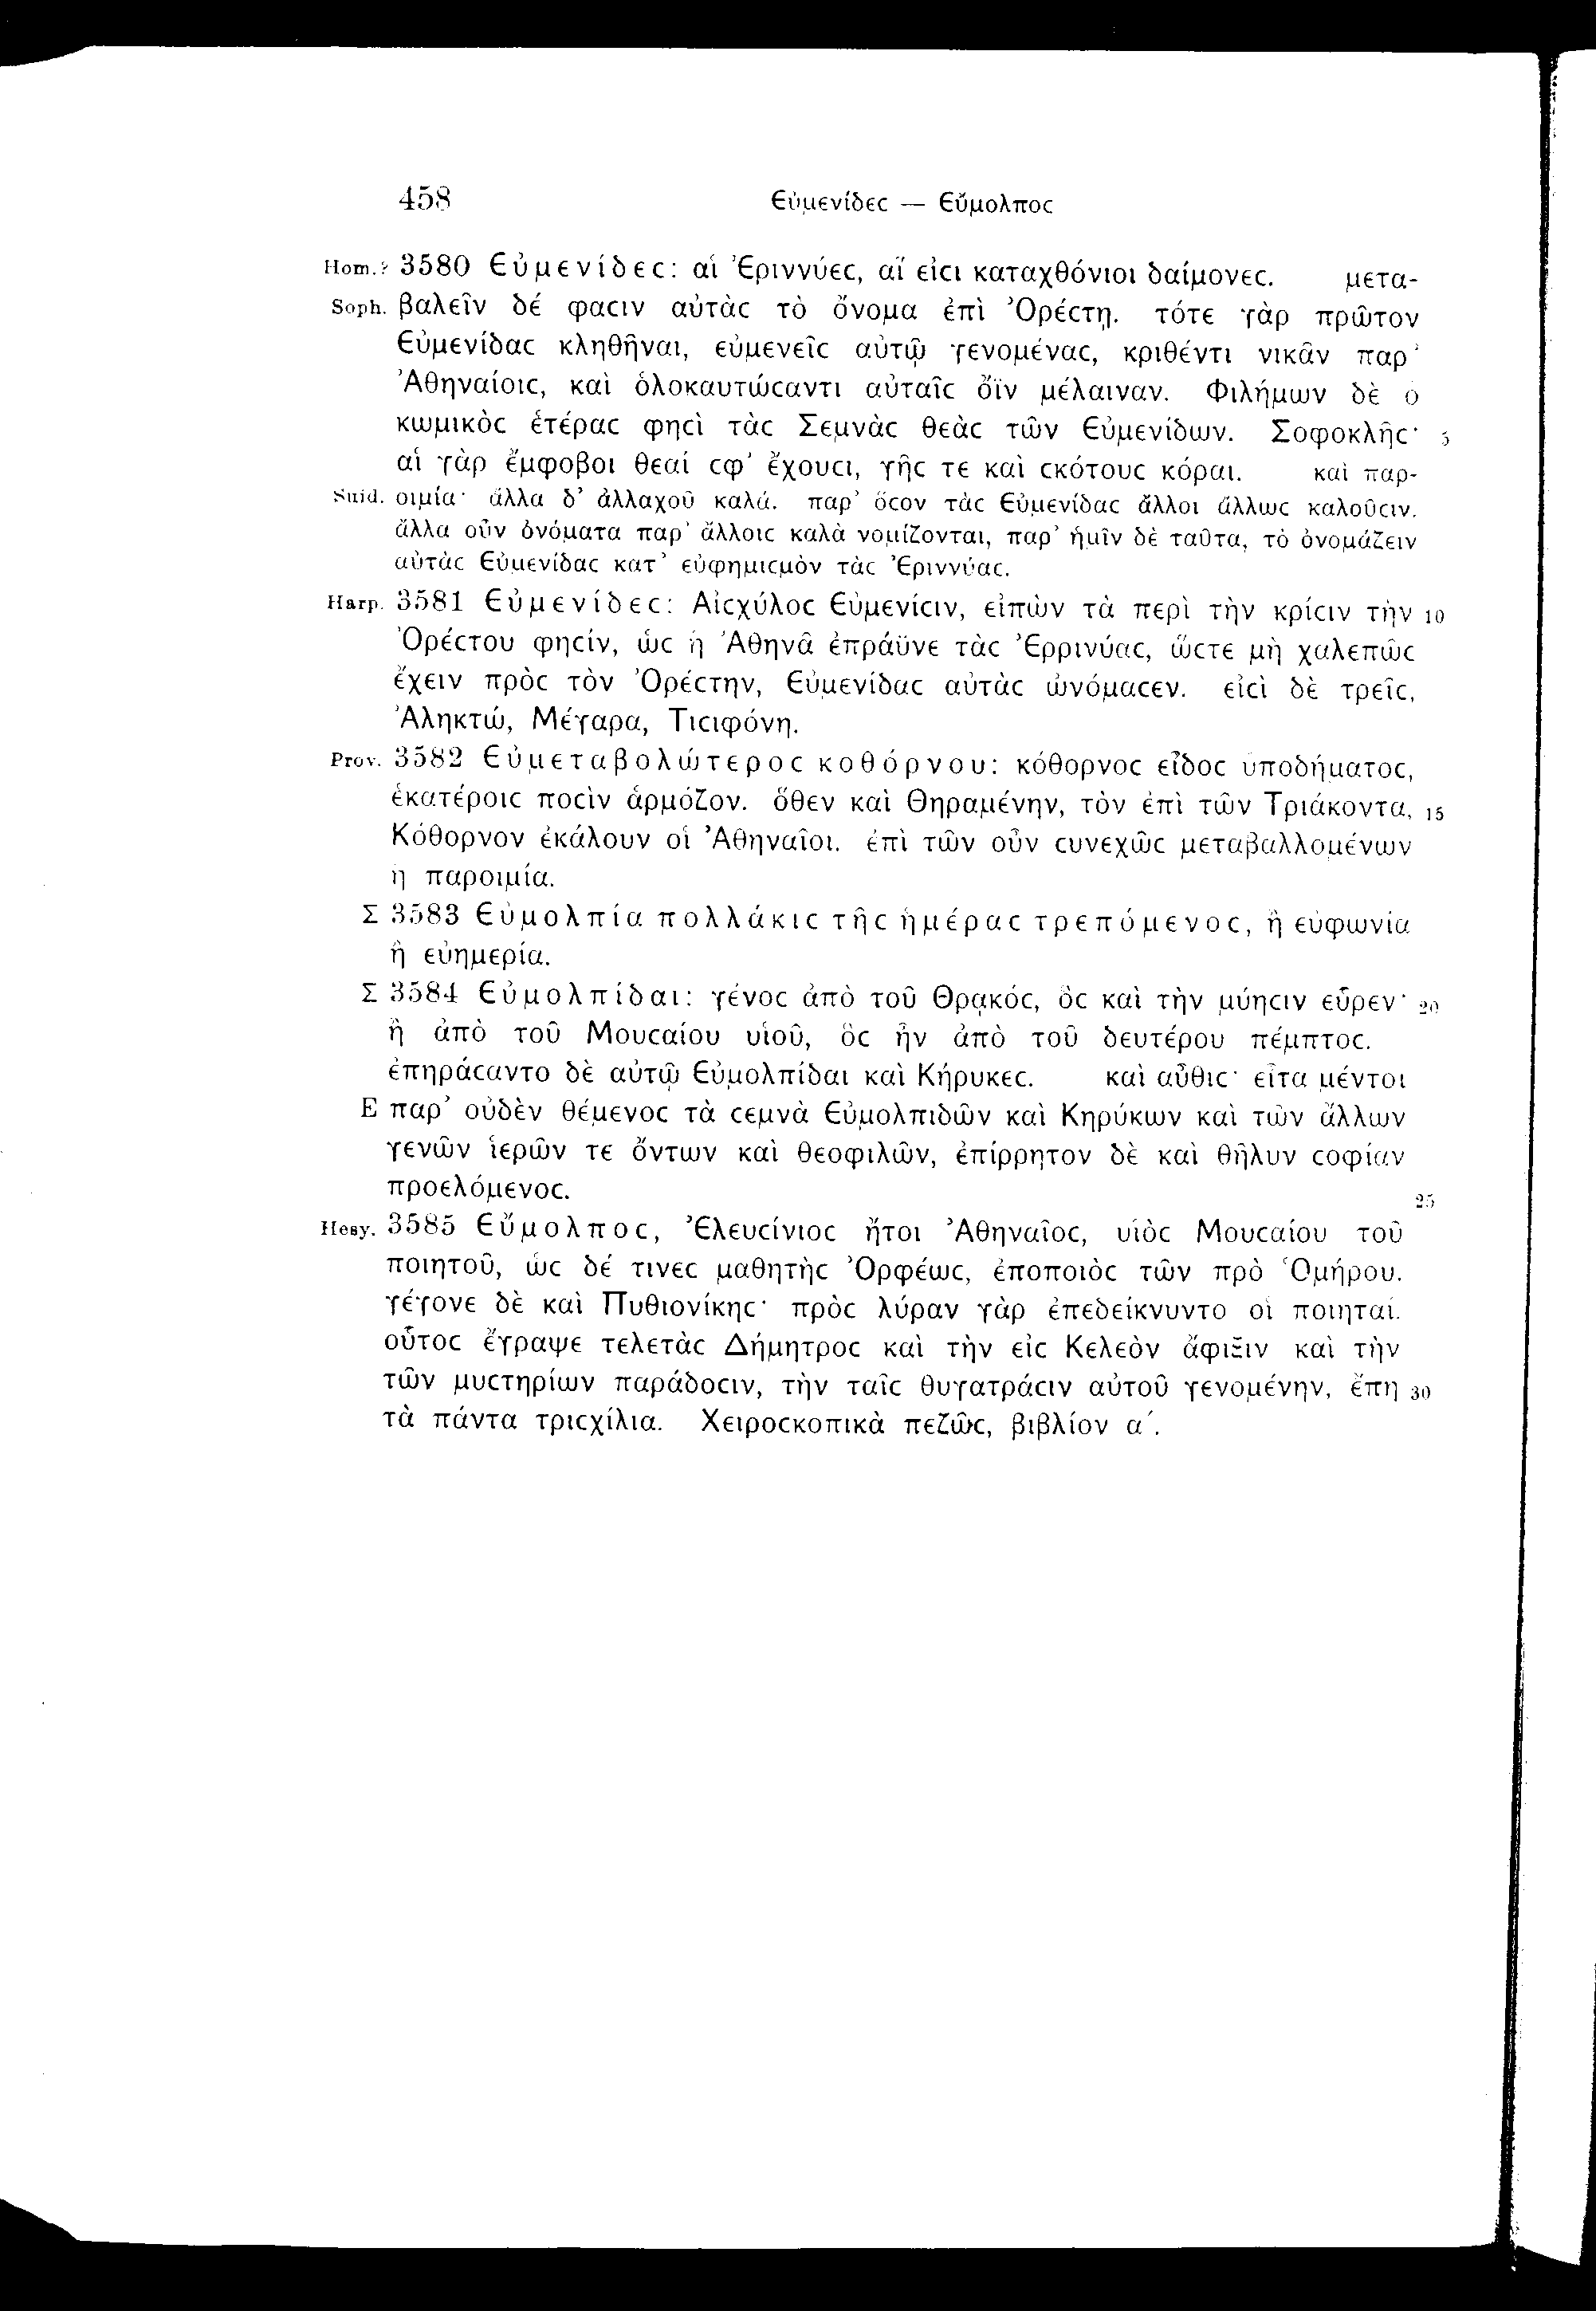 458 Εὐμενίδεϲ — Εὔμολποϲ
Hom.? 3580 Εὐμενίδεϲ: αἱ Ἐριννύεϲ, αἵ εἰϲι καταχθόνιοι δαίμονεϲ. μετα-
Soph. βαλεῖν δέ φαϲιν αὐτὰϲ τὸ ὄνομα ἐπὶ Ὀρέϲτῃ. τότε γὰρ πρῶτον
Εὐμενίδαϲ κληθῆναι, εὐμενεῖϲ αὐτῷ γενομέναϲ, κριθέντι νικᾶν παρ’
Ἀθηναίοιϲ, καὶ ὁλοκαυτώϲαντι αὐταῖϲ ὄϊν μέλαιναν. Φιλήμων δὲ ὁ
κωμικὸϲ ἑτέραϲ φηϲὶ τὰϲ Σεμνὰϲ θεὰϲ τῶν Εὐμενίδων. Σοφοκλῆϲ· 5
αἱ γὰρ ἔμφοβοι θεαί ϲφ’ ἔχουϲι, γῆϲ τε καὶ ϲκότουϲ κόραι. καὶ παρ-
Suid. οιμία· ἄλλα δ’ ἀλλαχοῦ καλά. παρ’ ὅϲον τὰϲ Εὐμενίδαϲ ἄλλοι ἄλλωϲ καλοῦϲιν.
ἄλλα οὖν ὀνόματα παρ’ ἄλλοιϲ καλὰ νομίζονται, παρ’ ἡμῖν δὲ ταῦτα, τὸ ὀνομάζειν
αὐτὰϲ Εὐμενίδαϲ κατ’ εὐφημιϲμὸν τὰϲ Ἐριννύαϲ.
Harp. 3581 Εὐμενίδεϲ: Αἰϲχύλοϲ Εὐμενίϲιν, εἰπὼν τὰ περὶ τὴν κρίϲιν τὴν 10
Ὀρέϲτου φηϲίν, ὡϲ ἡ Ἀθηνᾶ ἐπράϋνε τὰϲ Ἐρρινύαϲ, ὥϲτε μὴ χαλεπῶϲ
ἔχειν πρὸϲ τὸν Ὀρέϲτην, Εὐμενίδαϲ αὐτὰϲ ὠνόμαϲεν. εἰϲὶ δὲ τρεῖϲ,
Ἀληκτώ, Μέγαρα, Τιϲιφόνη.
Prov. 3582 Εὐμεταβολώτεροϲ κοθόρνου: κόθορνοϲ εἶδοϲ ὑποδήματοϲ,
ἑκατέροιϲ ποϲὶν ἁρμόζον. ὅθεν καὶ Θηραμένην, τὸν ἐπὶ τῶν Τριάκοντα, 15
Κόθορνον ἐκάλουν οἱ Ἀθηναῖοι. ἐπὶ τῶν οὖν ϲυνεχῶϲ μεταβαλλομένων
ἡ παροιμία.
Σ 3583 Εὐμολπία πολλάκιϲ τῆϲ ἡμέραϲ τρεπόμενοϲ, ἢ εὐφωνία
ἢ εὐημερία.
Σ 3584 Εὐμολπίδαι: γένοϲ ἀπὸ τοῦ Θρᾳκόϲ, ὃϲ καὶ τὴν μύηϲιν εὗρεν· 20
ἢ ἀπὸ τοῦ Μουϲαίου υἱοῦ, ὃϲ ἦν ἀπὸ τοῦ δευτέρου πέμπτοϲ.
ἐπηράϲαντο δὲ αὐτῷ Εὐμολπίδαι καὶ Κήρυκεϲ. καὶ αὖθιϲ· εἶτα μέντοι
Ε παρ’ οὐδὲν θέμενοϲ τὰ ϲεμνὰ Εὐμολπιδῶν καὶ Κηρύκων καὶ τῶν ἄλλων
γενῶν ἱερῶν τε ὄντων καὶ θεοφιλῶν, ἐπίρρητον δὲ καὶ θῆλυν ϲοφίαν
προελόμενοϲ. 25
Hesy. 3585 Εὔμολποϲ, Ἐλευϲίνιοϲ ἤτοι Ἀθηναῖοϲ, υἱὸϲ Μουϲαίου τοῦ
ποιητοῦ, ὡϲ δέ τινεϲ μαθητὴϲ Ὀρφέωϲ, ἐποποιὸϲ τῶν πρὸ Ὁμήρου.
γέγονε δὲ καὶ Πυθιονίκηϲ· πρὸϲ λύραν γὰρ ἐπεδείκνυντο οἱ ποιηταί.
οὗτοϲ ἔγραψε τελετὰϲ Δήμητροϲ καὶ τὴν εἰϲ Κελεὸν ἄφιξιν καὶ τὴν
τῶν μυϲτηρίων παράδοϲιν, τὴν ταῖϲ θυγατράϲιν αὐτοῦ γενομένην, ἔπη 30
τὰ πάντα τριϲχίλια. Χειροϲκοπικὰ πεζῶϲ, βιβλίον α΄.